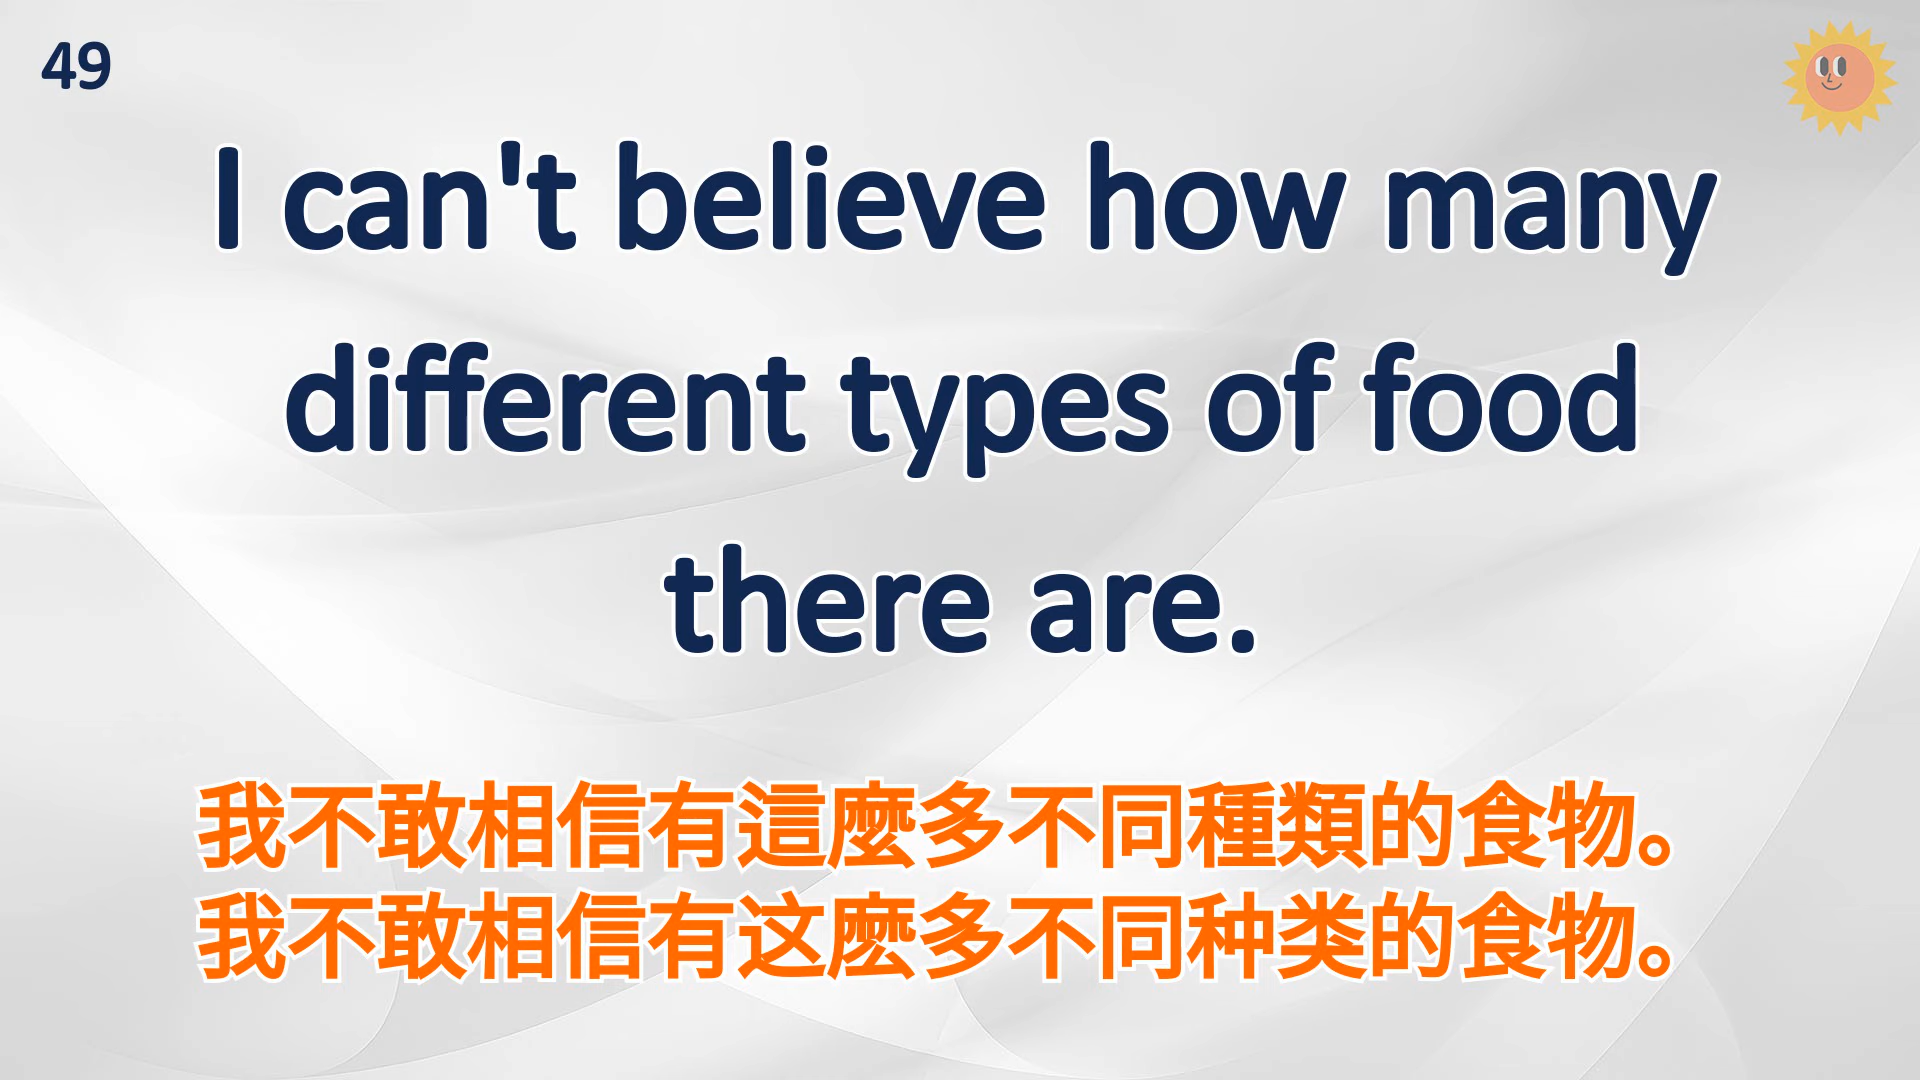 49
I can't believe how many
different types of food
there are.
我不敢相信有這麼多不同種類的食物。
我不敢相信有这麽多不同种类的食物。